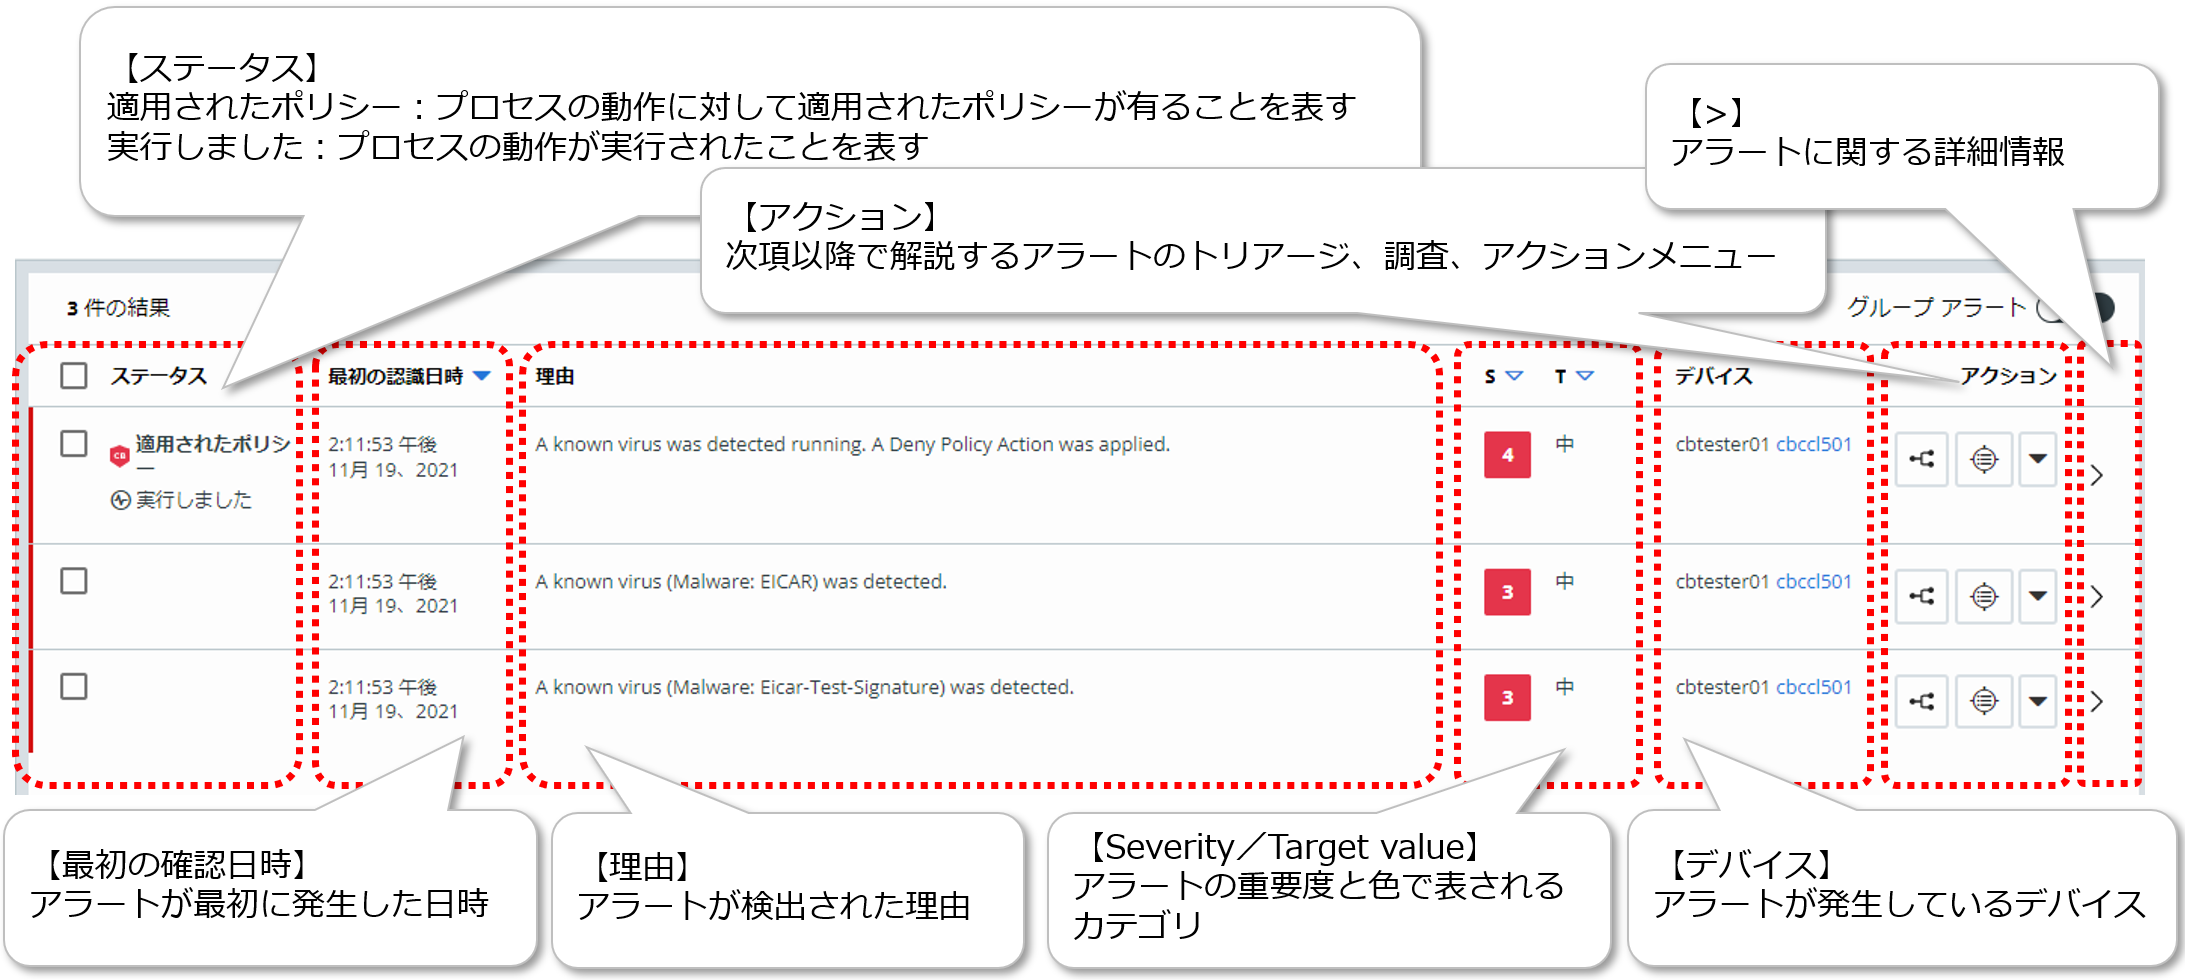 【ステータス】
適用されたポリシー：プロセスの動作に対して適用されたポリシーが有ることを表す
実行しました：プロセスの動作が実行されたことを表す
【>】
アラートに関する詳細情報
【アクション】
次項以降で解説するアラートのトリアージ、調査、アクションメニュー
3 件の結果
グループ アラート
ステータス 最初の認識日時 理由 S T デバイス アクション
CB 適用されたポリシ
ー
実行しました
2:11:53 午後
11月 19、2021
A known virus was detected running. A Deny Policy Action was applied.
4 中 cbtester01 cbccl501
2:11:53 午後
11月 19、2021
A known virus (Malware: EICAR) was detected.
3 中 cbtester01 cbccl501
2:11:53 午後
11月 19、2021
A known virus (Malware: Eicar-Test-Signature) was detected.
3 中 cbtester01 cbccl501
【最初の確認日時】
アラートが最初に発生した日時
【理由】
アラートが検出された理由
【Severity／Target value】
アラートの重要度と色で表される
カテゴリ
【デバイス】
アラートが発生しているデバイス